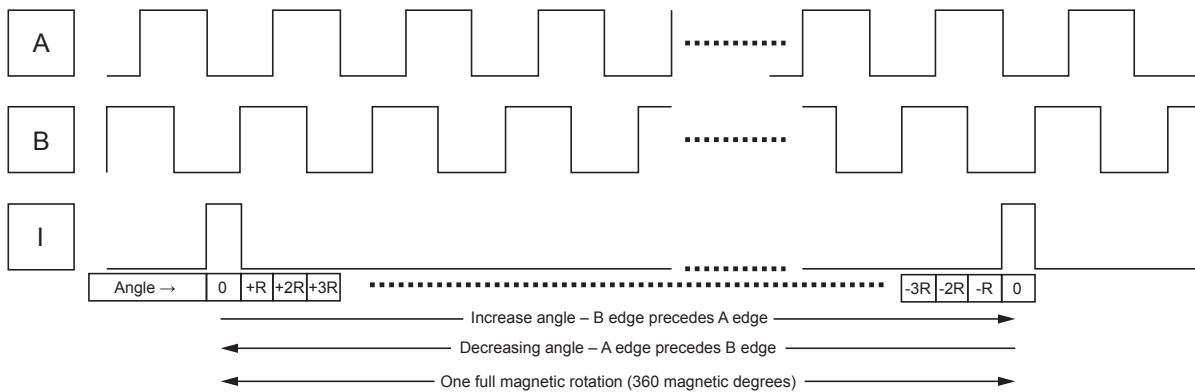 A
B
I
Angle → 0 +R +2R +3R -3R -2R -R 0
Increase angle – B edge precedes A edge
Decreasing angle – A edge precedes B edge
One full magnetic rotation (360 magnetic degrees)